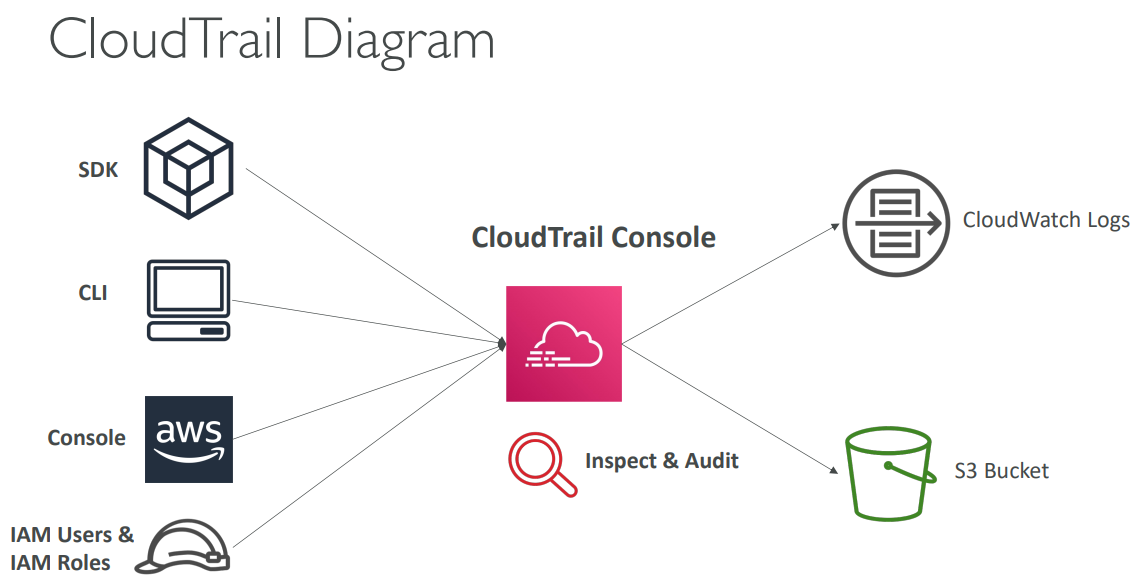 CloudTrail Diagram
SDK
CLI
Console
aws
IAM Users &
IAM Roles
CloudTrail Console
Inspect & Audit
CloudWatch Logs
S3 Bucket